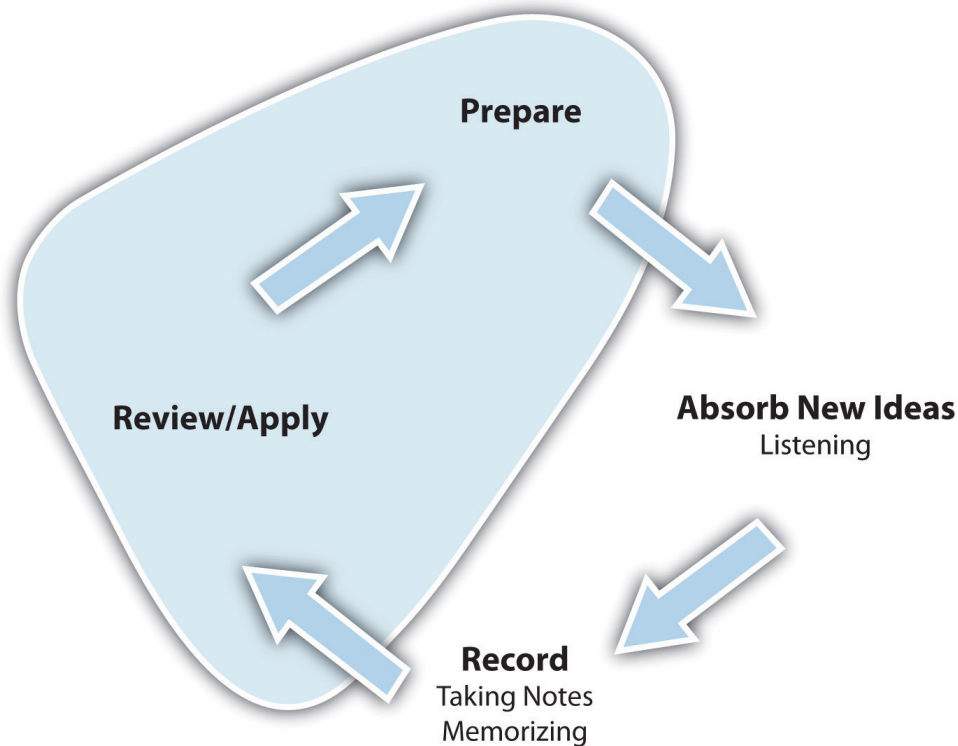 Prepare
Absorb New Ideas
Listening
Record
Taking Notes
Memorizing
Review/Apply